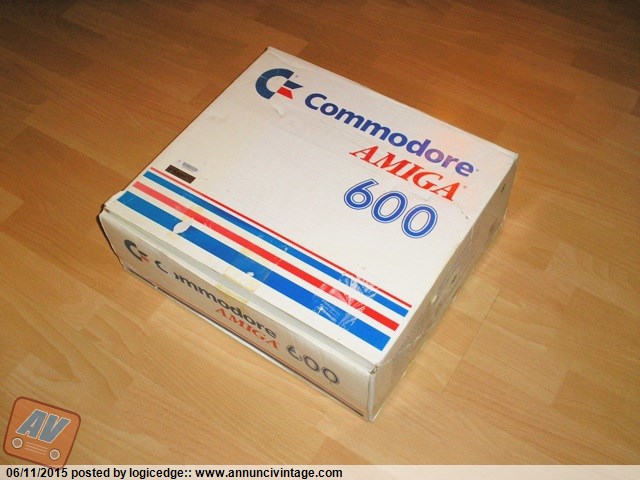 Commodore
AMIGA
600
Commodore
AMIGA 600
AV
06/11/2015 posted by logicedge:: www.annuncivintage.com